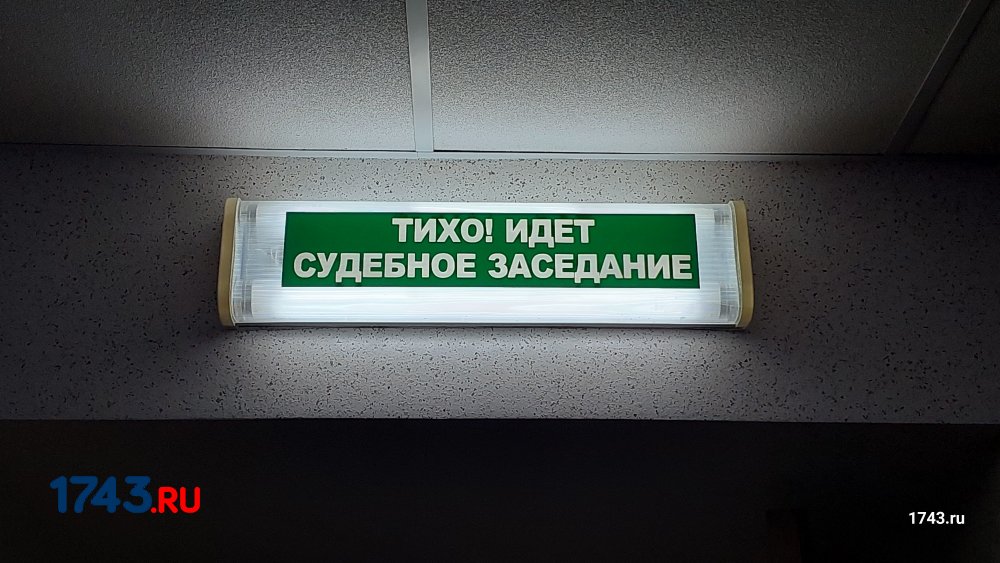 ТИХО! ИДЕТ
СУДЕБНОЕ ЗАСЕДАНИЕ
1743.RU
1743.ru